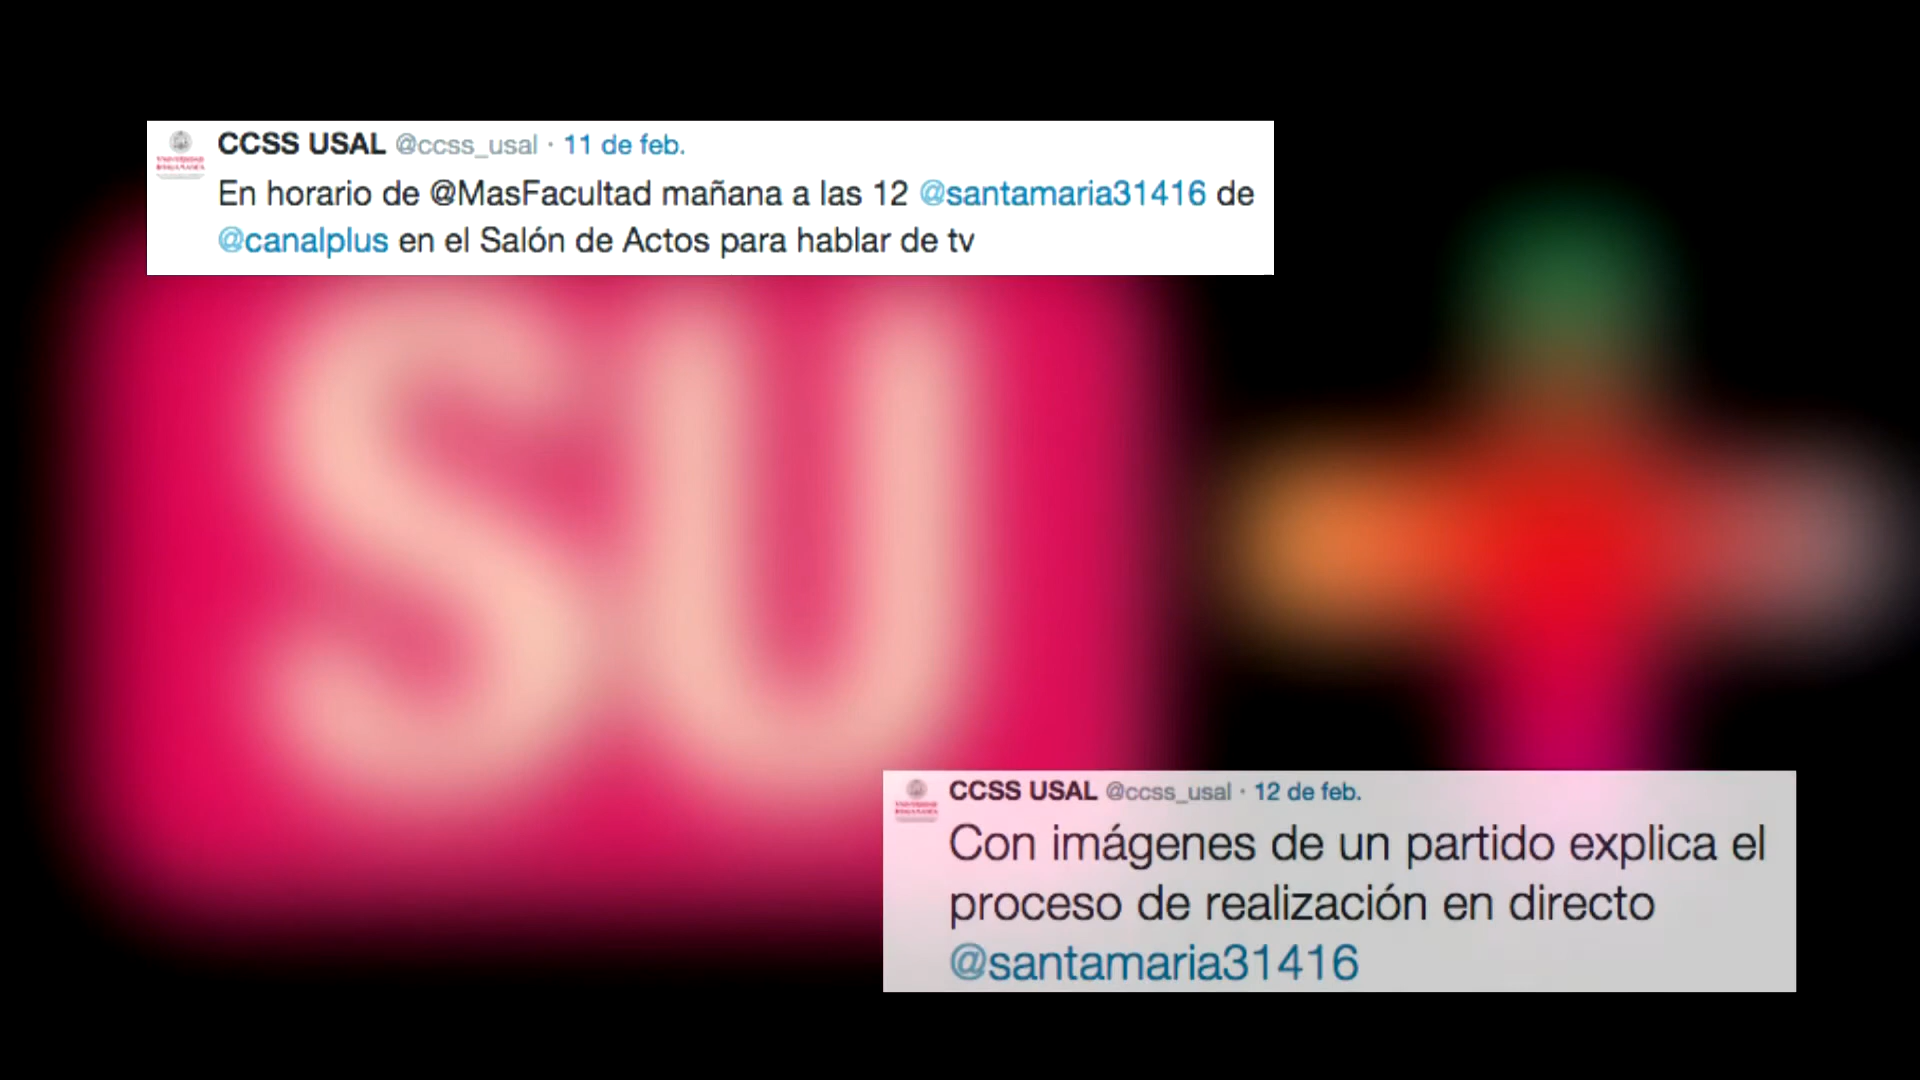 CCSS USAL @ccss_usal · 11 de feb.
En horario de @MasFacultad mañana a las 12 @santamaria31416 de
@canalplus en el Salón de Actos para hablar de tv
SU+
CCSS USAL @ccss_usal · 12 de feb.
Con imágenes de un partido explica el
proceso de realización en directo
@santamaria31416